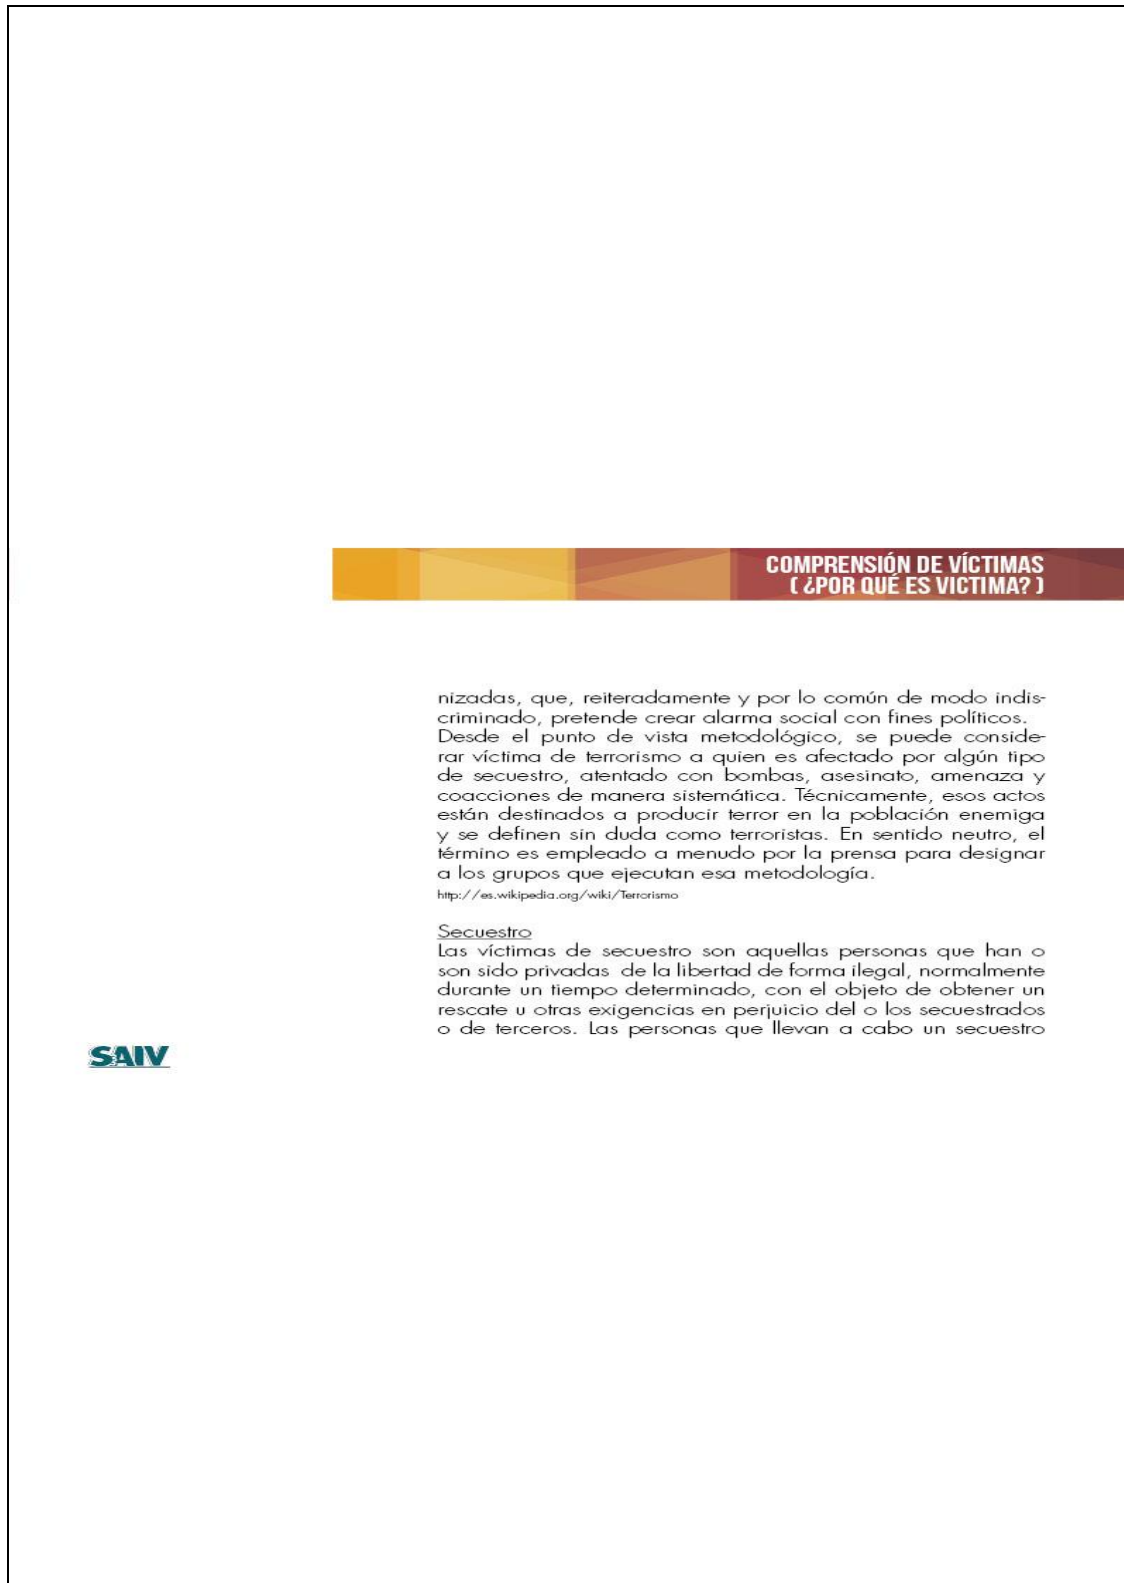 COMPRENSIÓN DE VÍCTIMAS
( ¿POR QUÉ ES VICTIMA? )
nizadas, que, reiteradamente y por lo común de modo indis-
criminado, pretende crear alarma social con fines políticos.
Desde el punto de vista metodológico, se puede conside-
rar víctima de terrorismo a quien es afectado por algún tipo
de secuestro, atentado con bombas, asesinato, amenaza y
coacciones de manera sistemática. Técnicamente, esos actos
están destinados a producir terror en la población enemiga
y se definen sin duda como terroristas. En sentido neutro, el
término es empleado a menudo por la prensa para designar
a los grupos que ejecutan esa metodología.
http://es.wikipedia.org/wiki/Terrorismo
Secuestro
Las víctimas de secuestro son aquellas personas que han o
son sido privadas de la libertad de forma ilegal, normalmente
durante un tiempo determinado, con el objeto de obtener un
rescate u otras exigencias en perjuicio del o los secuestrados
o de terceros. Las personas que llevan a cabo un secuestro
SAIV